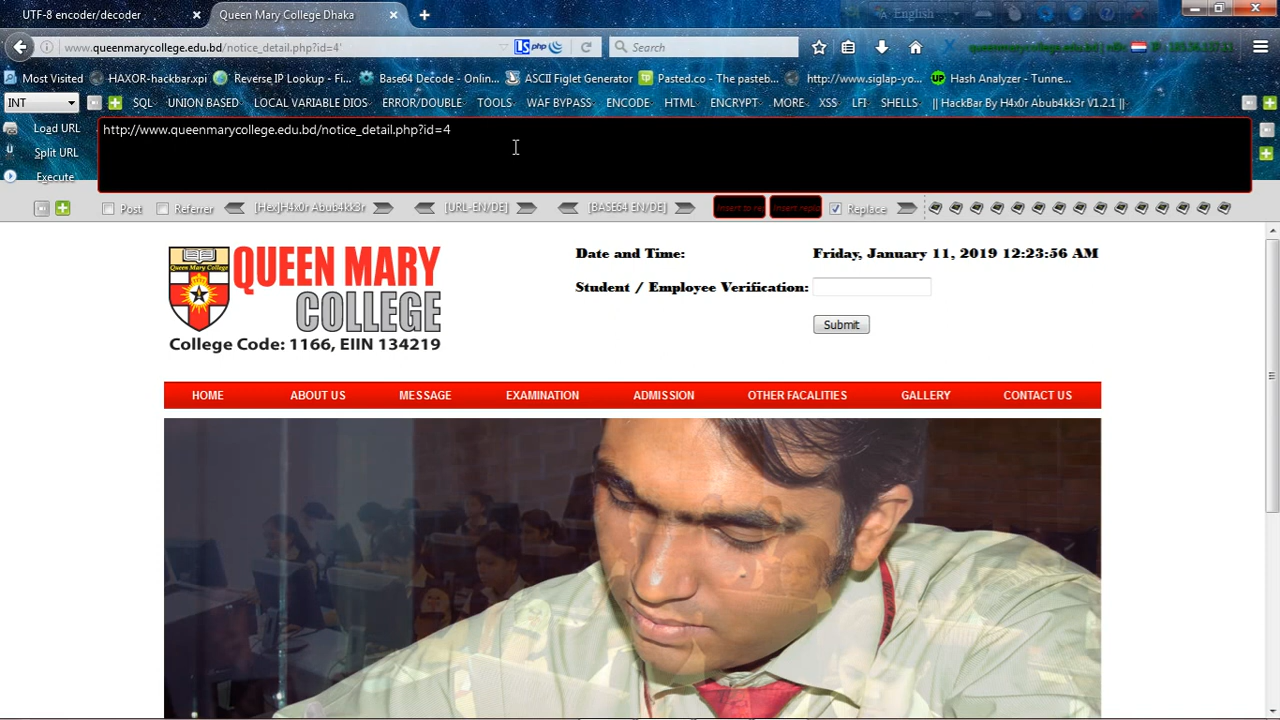 UTF-8 encoder/decoder
Queen Mary College Dhaka
English
www.queenmarycollege.edu.bd/notice_detail.php?id=4'
php
Search
Most Visited HAXOR-hackbar.xpi Reverse IP Lookup - Fi... Base64 Decode - Onlin... ASCII Figlet Generator Pasted.co - The pasteb... http://www.siglap-yo... Hash Analyzer - Tunne...
INT SQL UNION BASED LOCAL VARIABLE DIOS ERROR/DOUBLE TOOLS WAF BYPASS ENCODE HTML ENCRYPT MORE XSS LFI SHELLS || HackBar By H4x0r Abub4kk3r V1.2.1 ||
Load URL
http://www.queenmarycollege.edu.bd/notice_detail.php?id=4
Split URL
Execute
Post Referrer [Hex]H4x0r Abub4kk3r [URL-EN/DE] [BASE64 EN/DE] Replace
Queen Mary College
QUEEN MARY
COLLEGE
College Code: 1166, EIIN 134219
Date and Time: Friday, January 11, 2019 12:23:56 AM
Student / Employee Verification:
Submit
HOME ABOUT US MESSAGE EXAMINATION ADMISSION OTHER FACALITIES GALLERY CONTACT US